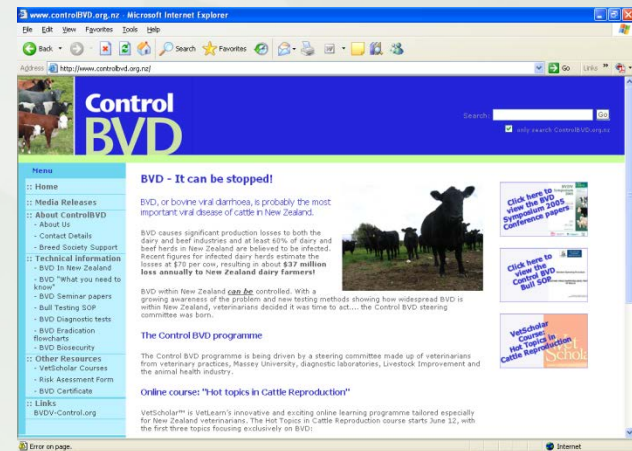 www.controlBVD.org.nz - Microsoft Internet Explorer
File Edit View Favorites Tools Help
Back Search Favorites
Address http://www.controlbvd.org.nz/ Go Links
Control
BVD
Search: Go
only search ControlBVD.org.nz
Menu
:: Home
:: Media Releases
:: About ControlBVD
- About Us
- Contact Details
- Breed Society Support
:: Technical information
- BVD In New Zealand
- BVD "What you need to
know"
- BVD Seminar papers
- Bull Testing SOP
- BVD Diagnostic tests
- BVD Eradication
flowcharts
- BVD Biosecurity
:: Other Resources
- VetScholar Courses
- Risk Asessment Form
- BVD Certificate
:: Links
BVDV-Control.org
BVD - It can be stopped!
BVD, or bovine viral diarrhoea, is probably the most
important viral disease of cattle in New Zealand.
BVD causes significant production losses to both the
dairy and beef industries and at least 60% of dairy and
beef herds in New Zealand are believed to be infected.
Recent figures for infected dairy herds estimate the
losses at $70 per cow, resulting in about $37 million
loss annually to New Zealand dairy farmers!
BVD within New Zealand can be controlled. With a
growing awareness of the problem and new testing methods showing how widespread BVD is
within New Zealand, veterinarians decided it was time to act.... the Control BVD steering
committee was born.
The Control BVD programme
The Control BVD programme is being driven by a steering committee made up of veterinarians
from veterinary practices, Massey University, diagnostic laboratories, Livestock Improvement and
the animal health industry.
Online course: "Hot topics in Cattle Reproduction"
VetScholar™ is VetLearn's innovative and exciting online learning programme tailored especially
for New Zealand veterinarians. The Hot Topics in Cattle Reproduction course starts June 12, with
the first three topics focusing exclusively on BVD:
Click here to
view the BVD
Symposium 2005
Conference papers
Click here to
view the
Control BVD
Bull SOP
VetScholar
Course:
Hot Topics in
Cattle Reproduction
Error on page. Internet